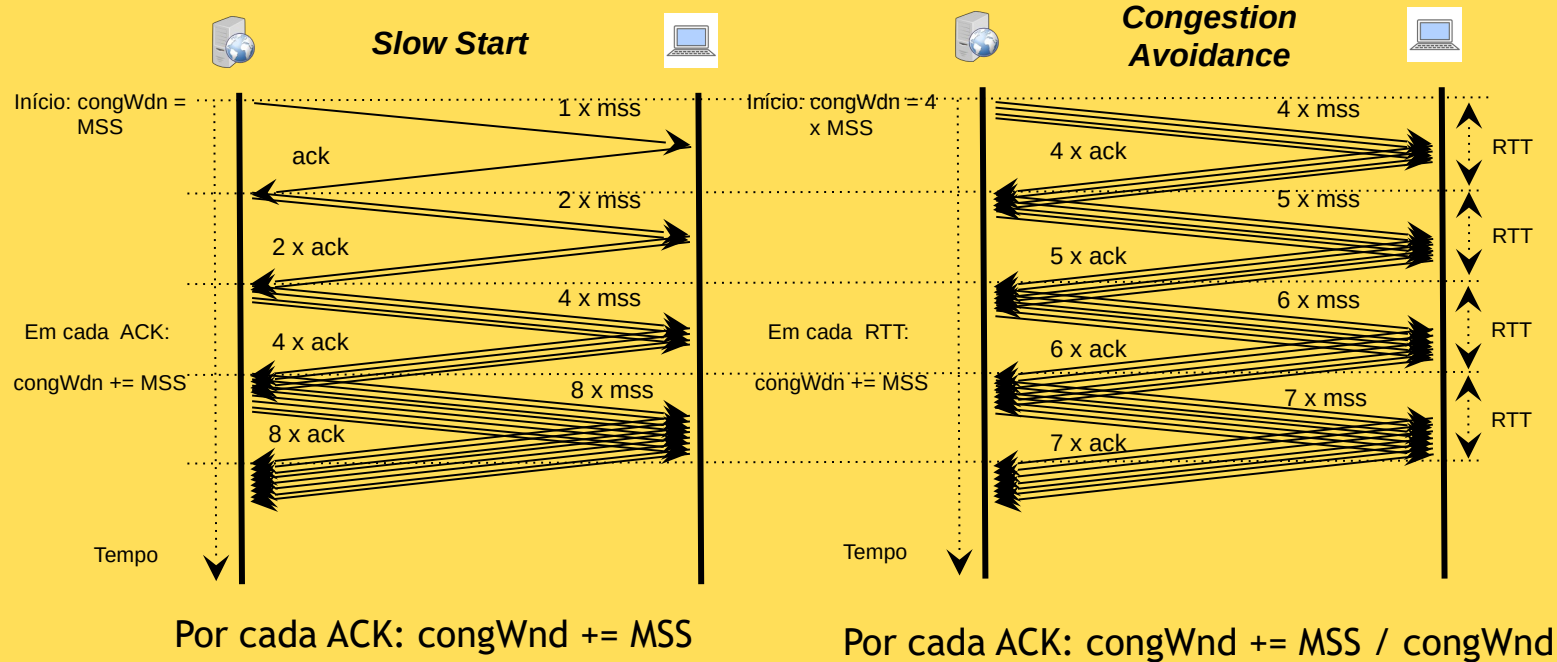 Slow Start
Início: congWdn =
MSS
1 x mss
ack
2 x mss
2 x ack
4 x mss
Em cada ACK:
4 x ack
congWdn += MSS
8 x mss
8 x ack
Tempo
Por cada ACK: congWnd += MSS
Congestion
Avoidance
Início: congWdn = 4
x MSS
4 x mss
4 x ack
RTT
5 x mss
RTT
5 x ack
6 x mss
Em cada RTT:
RTT
6 x ack
congWdn += MSS
7 x mss
RTT
7 x ack
Tempo
Por cada ACK: congWnd += MSS / congWnd